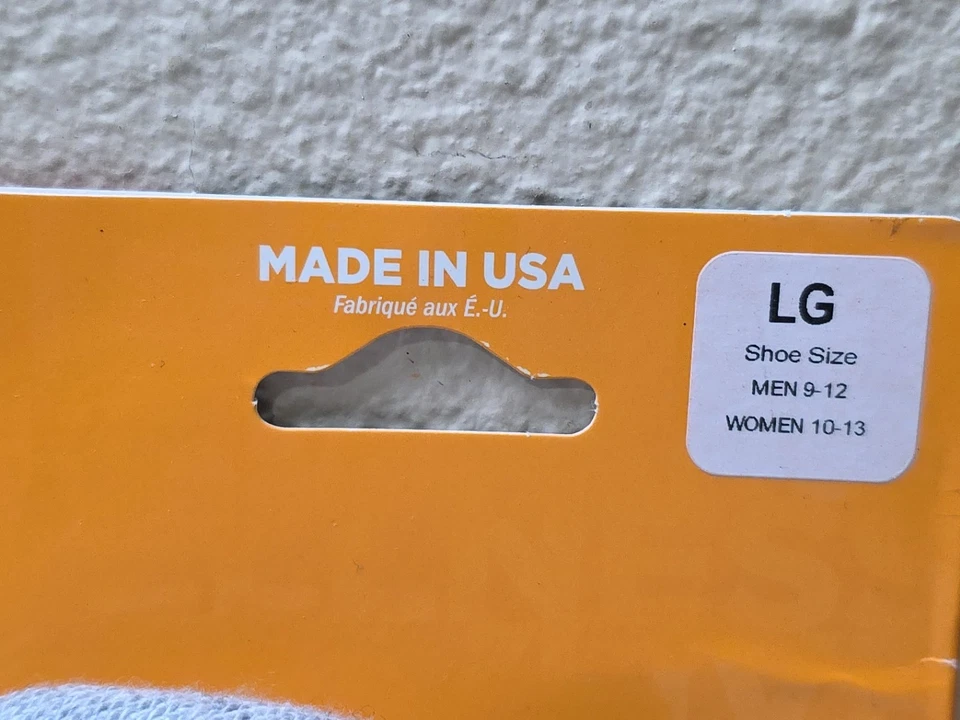 MADE IN USA
Fabriqué aux É.-U.
LG
Shoe Size
MEN 9-12
WOMEN 10-13